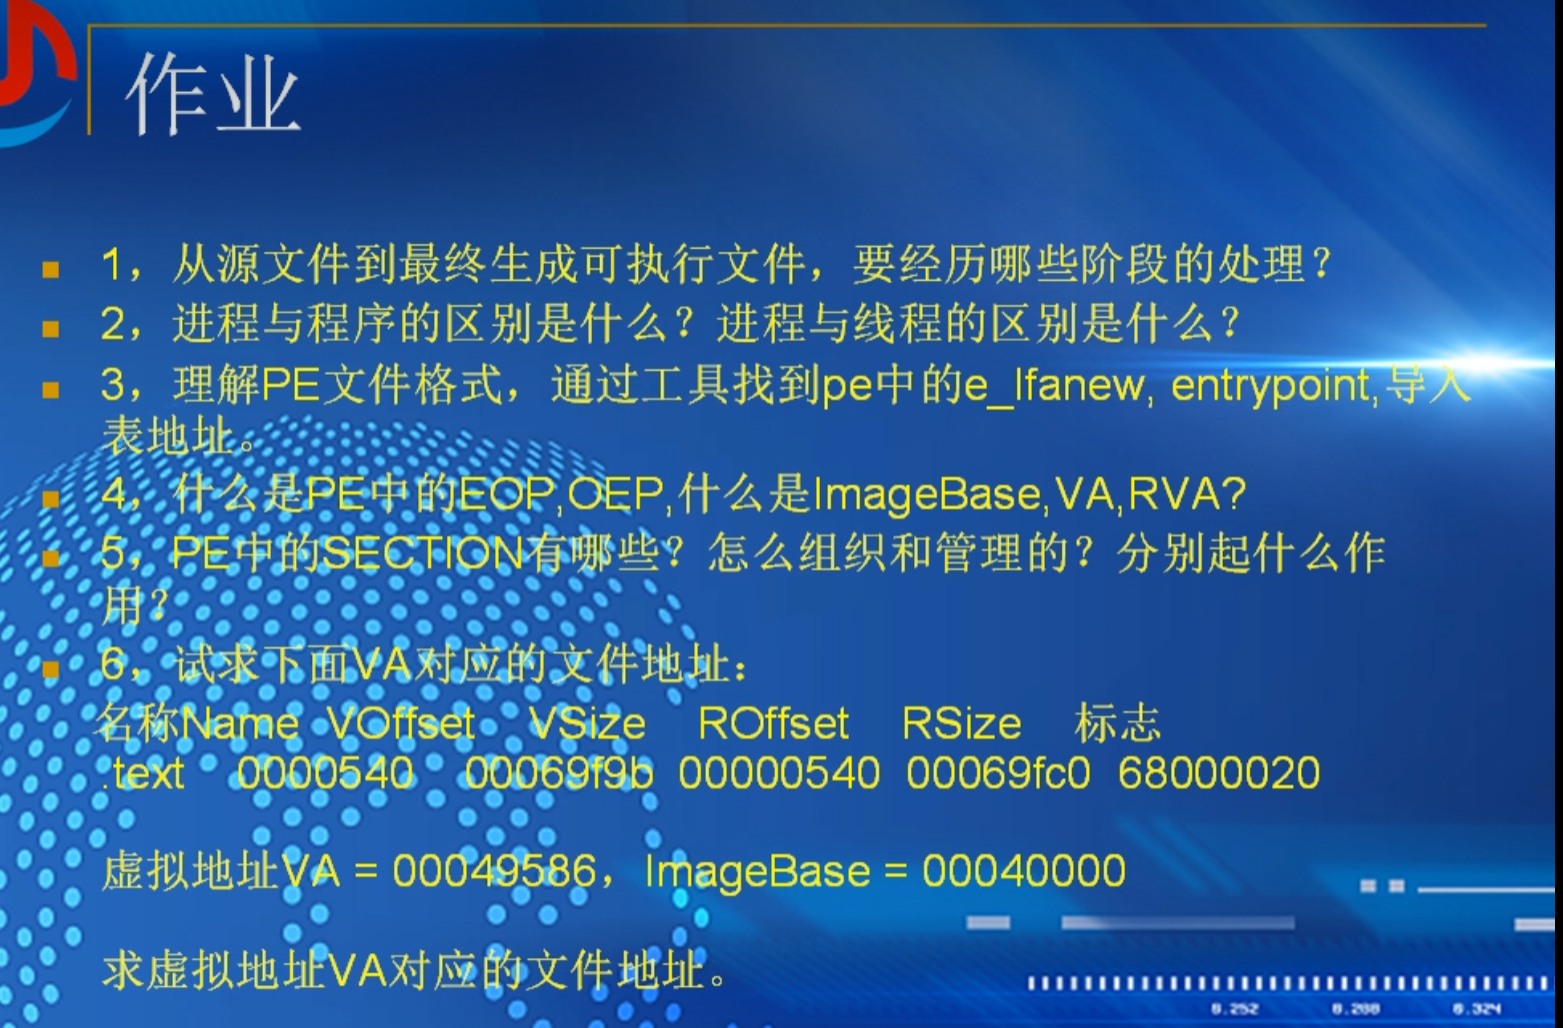 作业
1，从源文件到最终生成可执行文件，要经历哪些阶段的处理？
2，进程与程序的区别是什么？进程与线程的区别是什么？
3，理解PE文件格式，通过工具找到pe中的e_lfanew, entrypoint,导入
表地址。
4，什么是PE中的EOP,OEP,什么是ImageBase,VA,RVA?
5，PE中的SECTION有哪些？怎么组织和管理的？分别起什么作
用？
6，试求下面VA对应的文件地址：
名称Name VOffset VSize ROffset RSize 标志
.text 0000540 00069f9b 00000540 00069fc0 68000020
虚拟地址VA = 00049586，ImageBase = 00040000
求虚拟地址VA对应的文件地址。
6.252 6.288 6.324